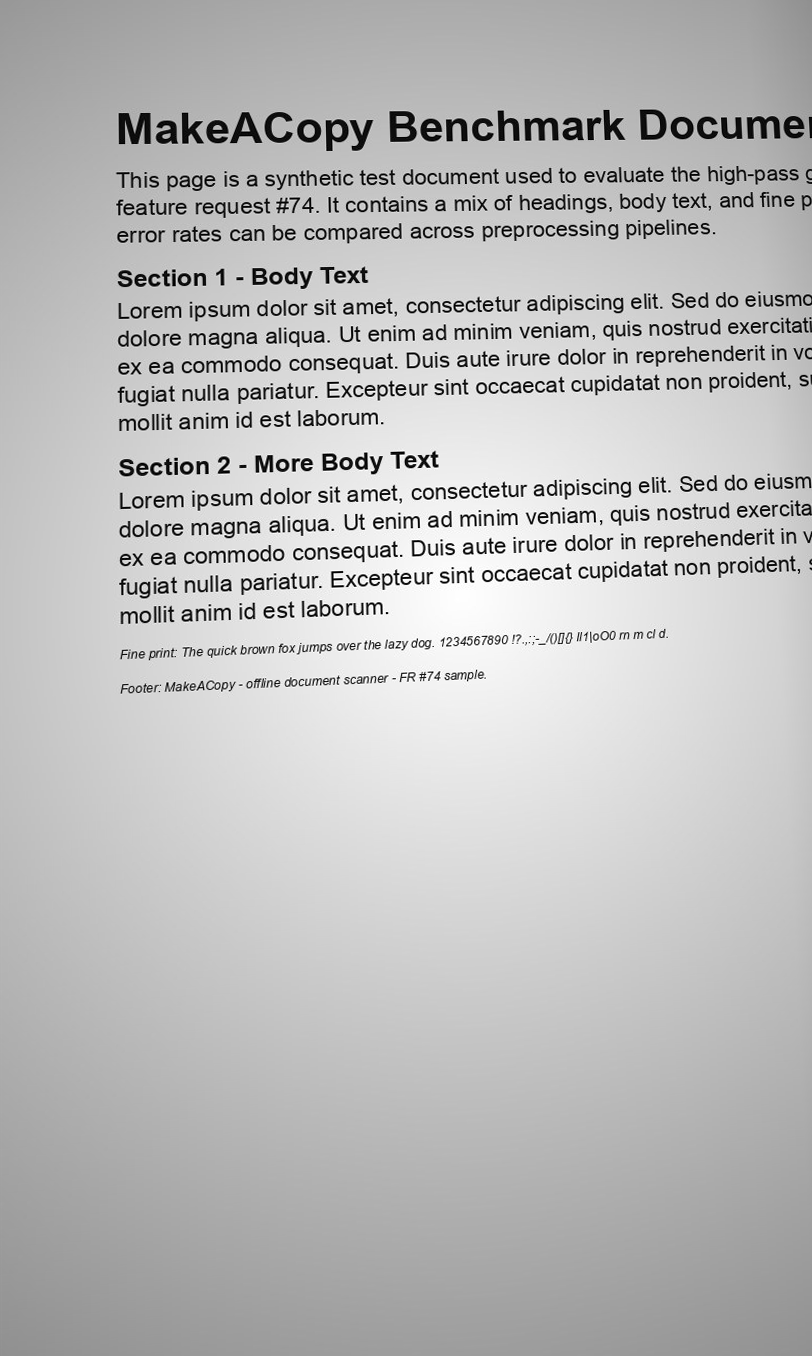 MakeACopy Benchmark Documen
This page is a synthetic test document used to evaluate the high-pass g
feature request #74. It contains a mix of headings, body text, and fine p
error rates can be compared across preprocessing pipelines.
Section 1 - Body Text
Lorem ipsum dolor sit amet, consectetur adipiscing elit. Sed do eiusmo
dolore magna aliqua. Ut enim ad minim veniam, quis nostrud exercitati
ex ea commodo consequat. Duis aute irure dolor in reprehenderit in vo
fugiat nulla pariatur. Excepteur sint occaecat cupidatat non proident, su
mollit anim id est laborum.
Section 2 - More Body Text
Lorem ipsum dolor sit amet, consectetur adipiscing elit. Sed do eiusm
dolore magna aliqua. Ut enim ad minim veniam, quis nostrud exercita
ex ea commodo consequat. Duis aute irure dolor in reprehenderit in v
fugiat nulla pariatur. Excepteur sint occaecat cupidatat non proident, s
mollit anim id est laborum.
Fine print: The quick brown fox jumps over the lazy dog. 1234567890 !?.,:;-_/()[]{} Il1|oO0 rn m cl d.
Footer: MakeACopy - offline document scanner - FR #74 sample.